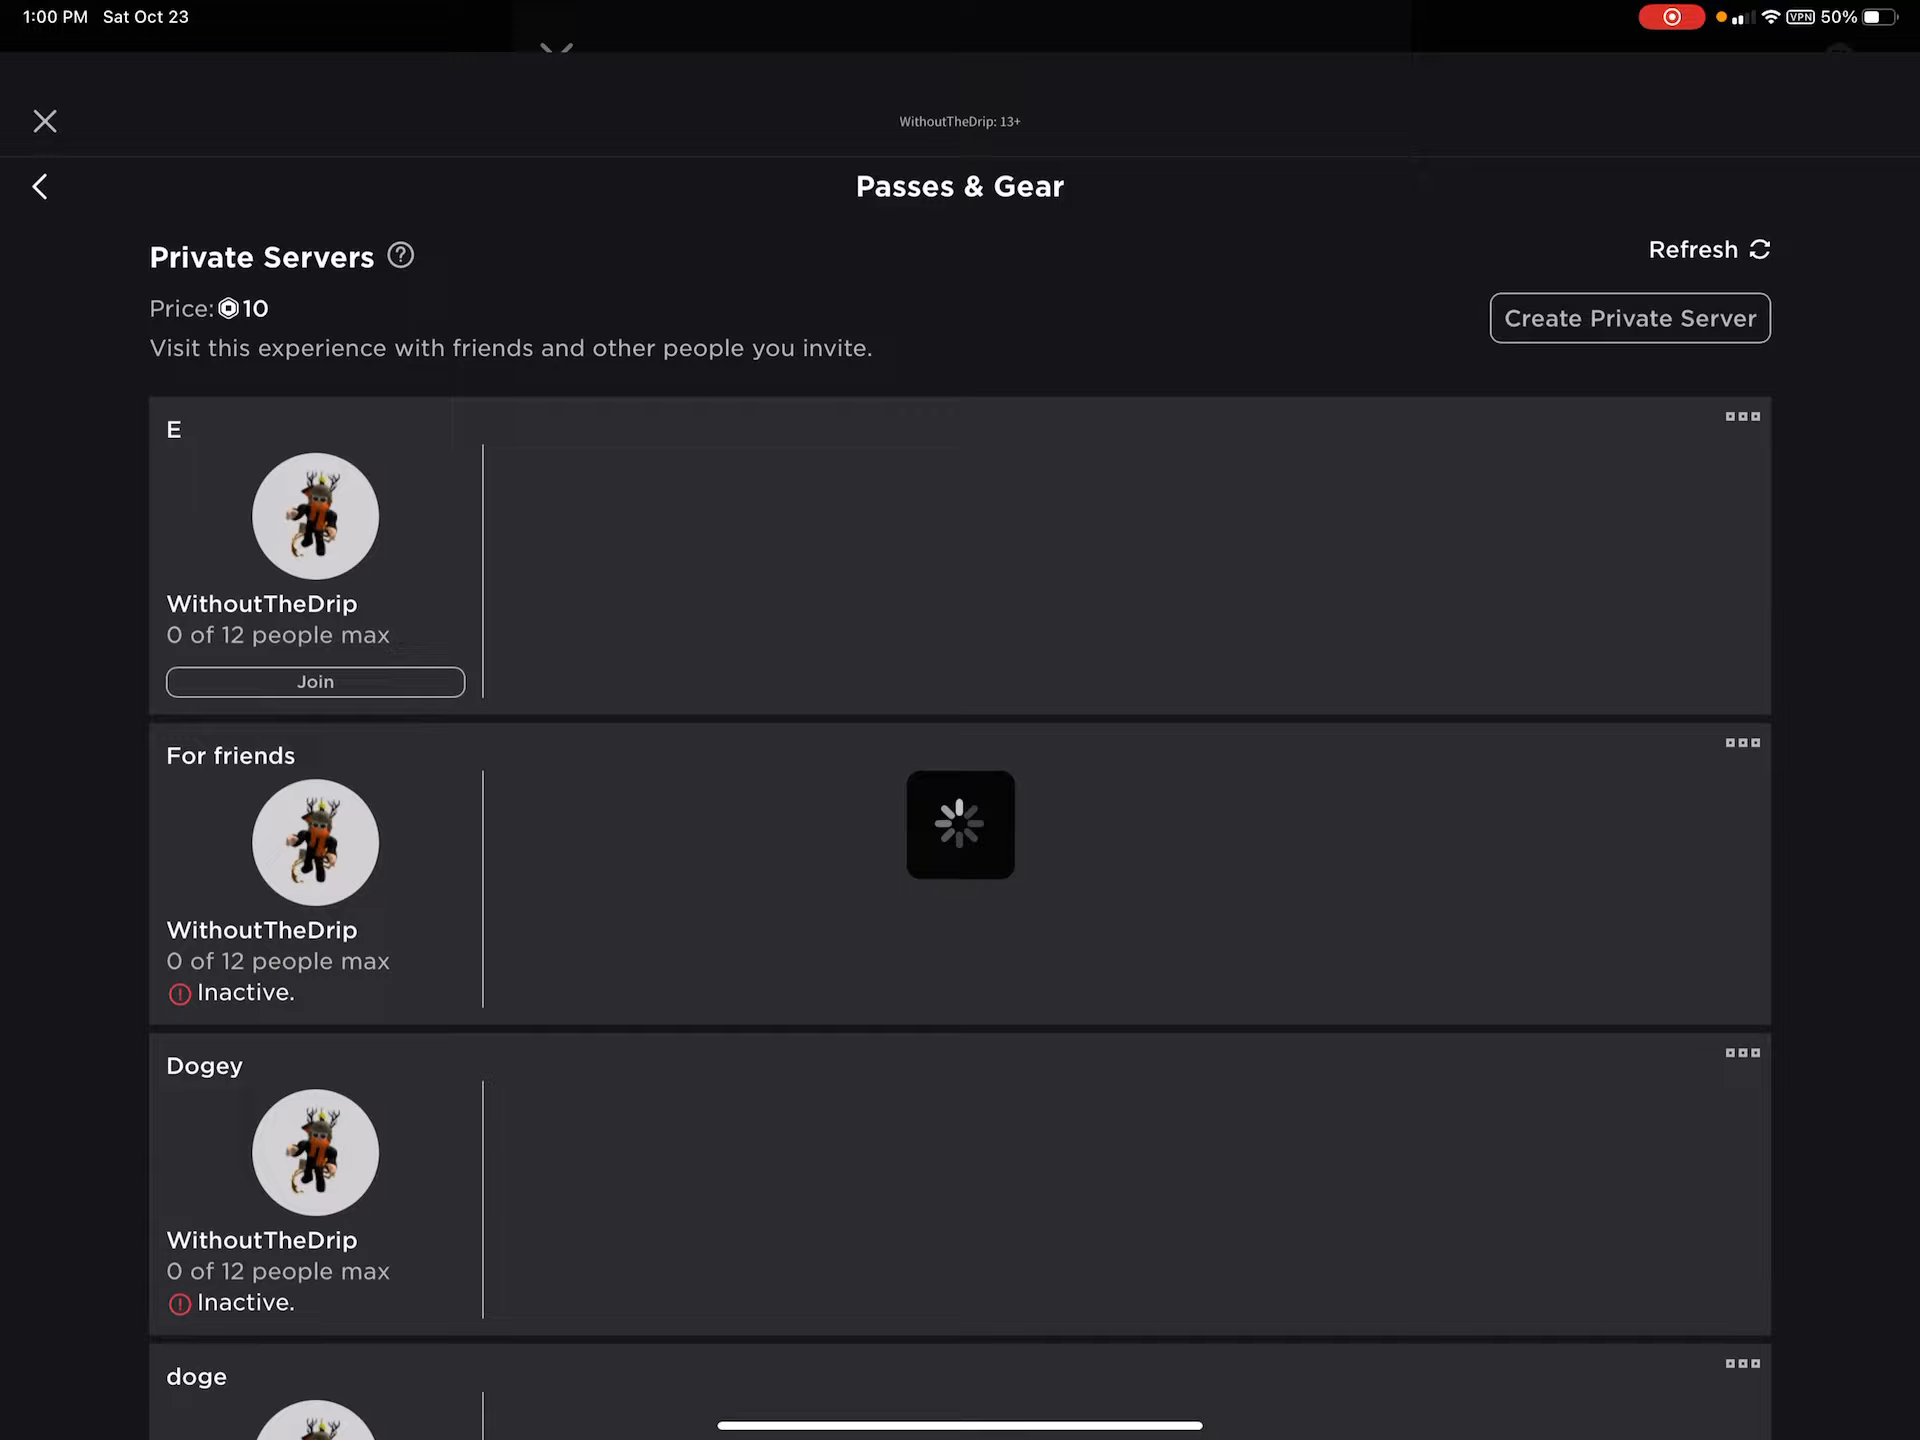 1:00 PM Sat Oct 23
VPN 50%
WithoutTheDrip: 13+
Passes & Gear
Private Servers ?
Refresh
Price: 10
Create Private Server
Visit this experience with friends and other people you invite.
E
WithoutTheDrip
0 of 12 people max
Join
For friends
WithoutTheDrip
0 of 12 people max
Inactive.
Dogey
WithoutTheDrip
0 of 12 people max
Inactive.
doge